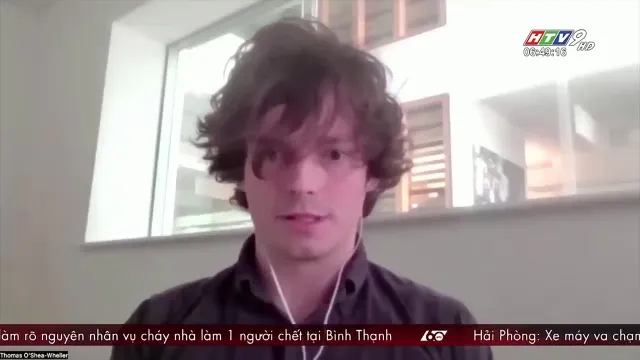 HTV9 HD
06:49:16
làm rõ nguyên nhân vụ cháy nhà làm 1 người chết tại Bình Thạnh 60 Hải Phòng: Xe máy va chạm
Thomas O'Shea-Wheller